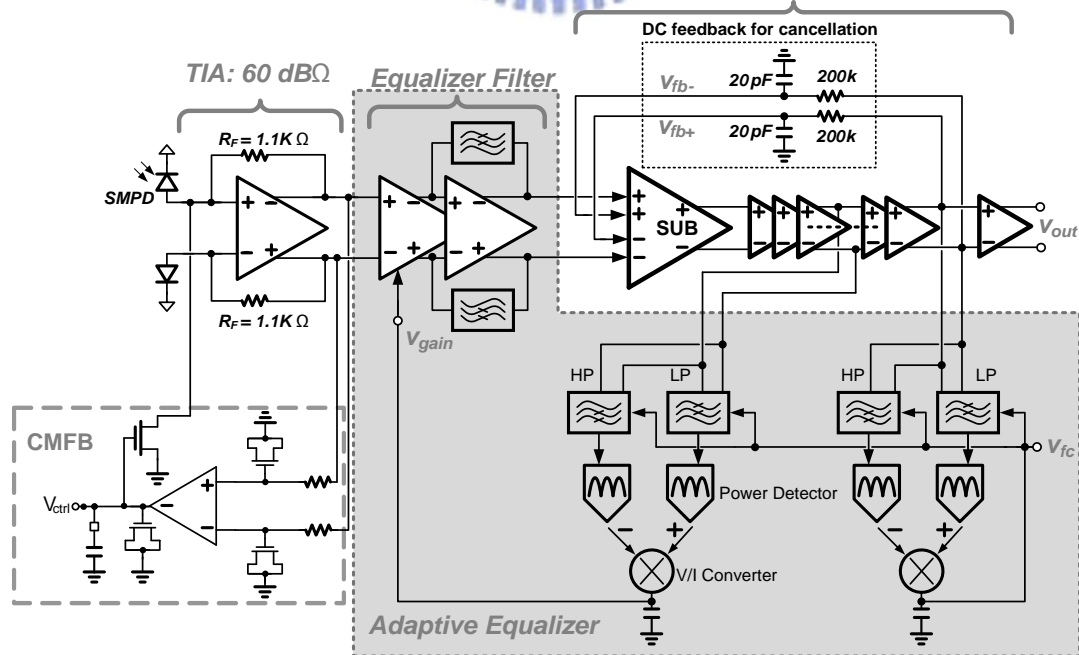 DC feedback for cancellation
TIA: 60 dBΩ
Equalizer Filter
vfb-
20pF
200k
vfb+
20pF
200k
RF = 1.1K Ω
SMPD
+ −
− +
+ −
− +
+ −
− +
+
+
−
−
SUB
+
−
+ + + + + +
− − − − − −
vout
RF = 1.1K Ω
vgain
HP
LP
HP
LP
CMFB
vfc
Vctrl
−
+
−
Power Detector
− +
− +
V/I Converter
Adaptive Equalizer